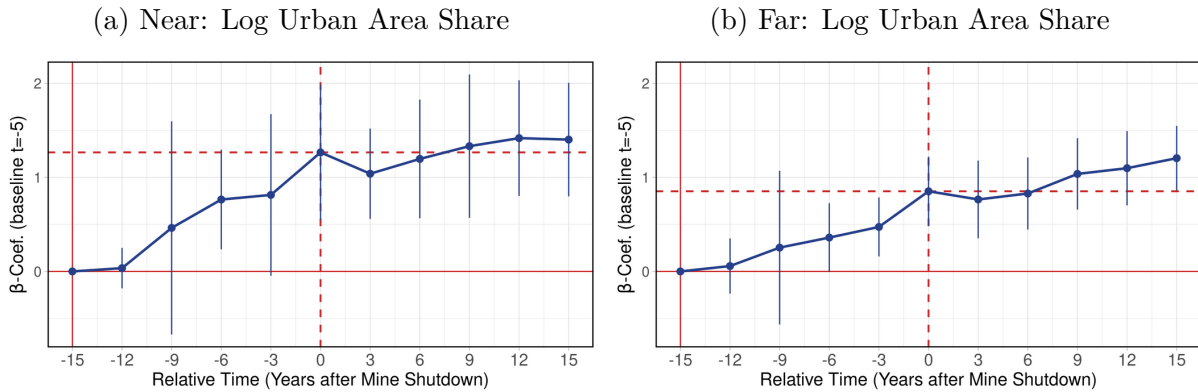 (a) Near: Log Urban Area Share
2
1
0
β-Coef. (baseline t=-5)
-15 -12 -9 -6 -3 0 3 6 9 12 15
Relative Time (Years after Mine Shutdown)
(b) Far: Log Urban Area Share
2
1
0
β-Coef. (baseline t=-5)
-15 -12 -9 -6 -3 0 3 6 9 12 15
Relative Time (Years after Mine Shutdown)